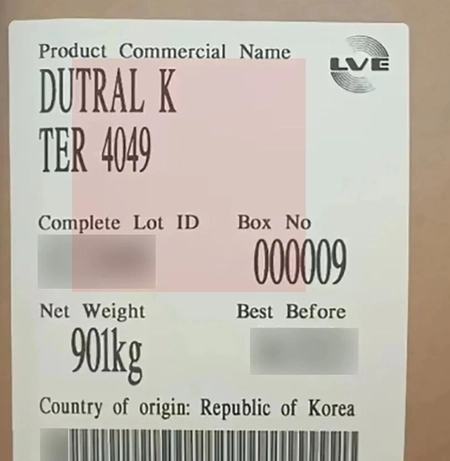 Product Commercial Name
LVE
DUTRAL K
TER 4049
Complete Lot ID Box No
000009
Net Weight Best Before
901kg
Country of origin: Republic of Korea